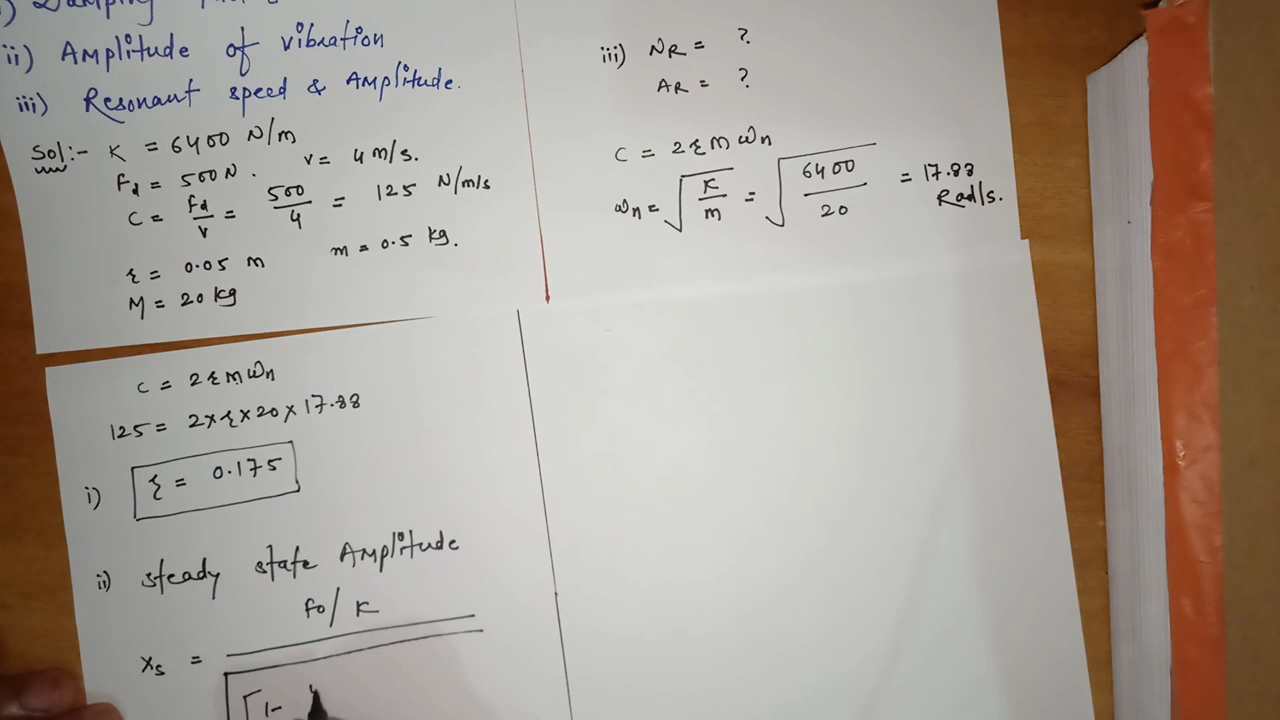 i) Damping
ii) Amplitude of vibration
iii) Resonant speed & Amplitude.
Sol:- K = 6400 N/m
Fd = 500 N. v = 4 m/s.
C = Fd/v = 500/4 = 125 N/m/s
ξ = 0.05 m m = 0.5 kg.
M = 20 kg
C = 2ξMωn
125 = 2×ξ×20×17.88
i) ξ = 0.175
ii) steady state Amplitude
Fo/K
Xs =
[1-
iii) NR = ?
AR = ?
C = 2ξMωn
ωn = √K/m = √6400/20 = 17.88 Rad/s.